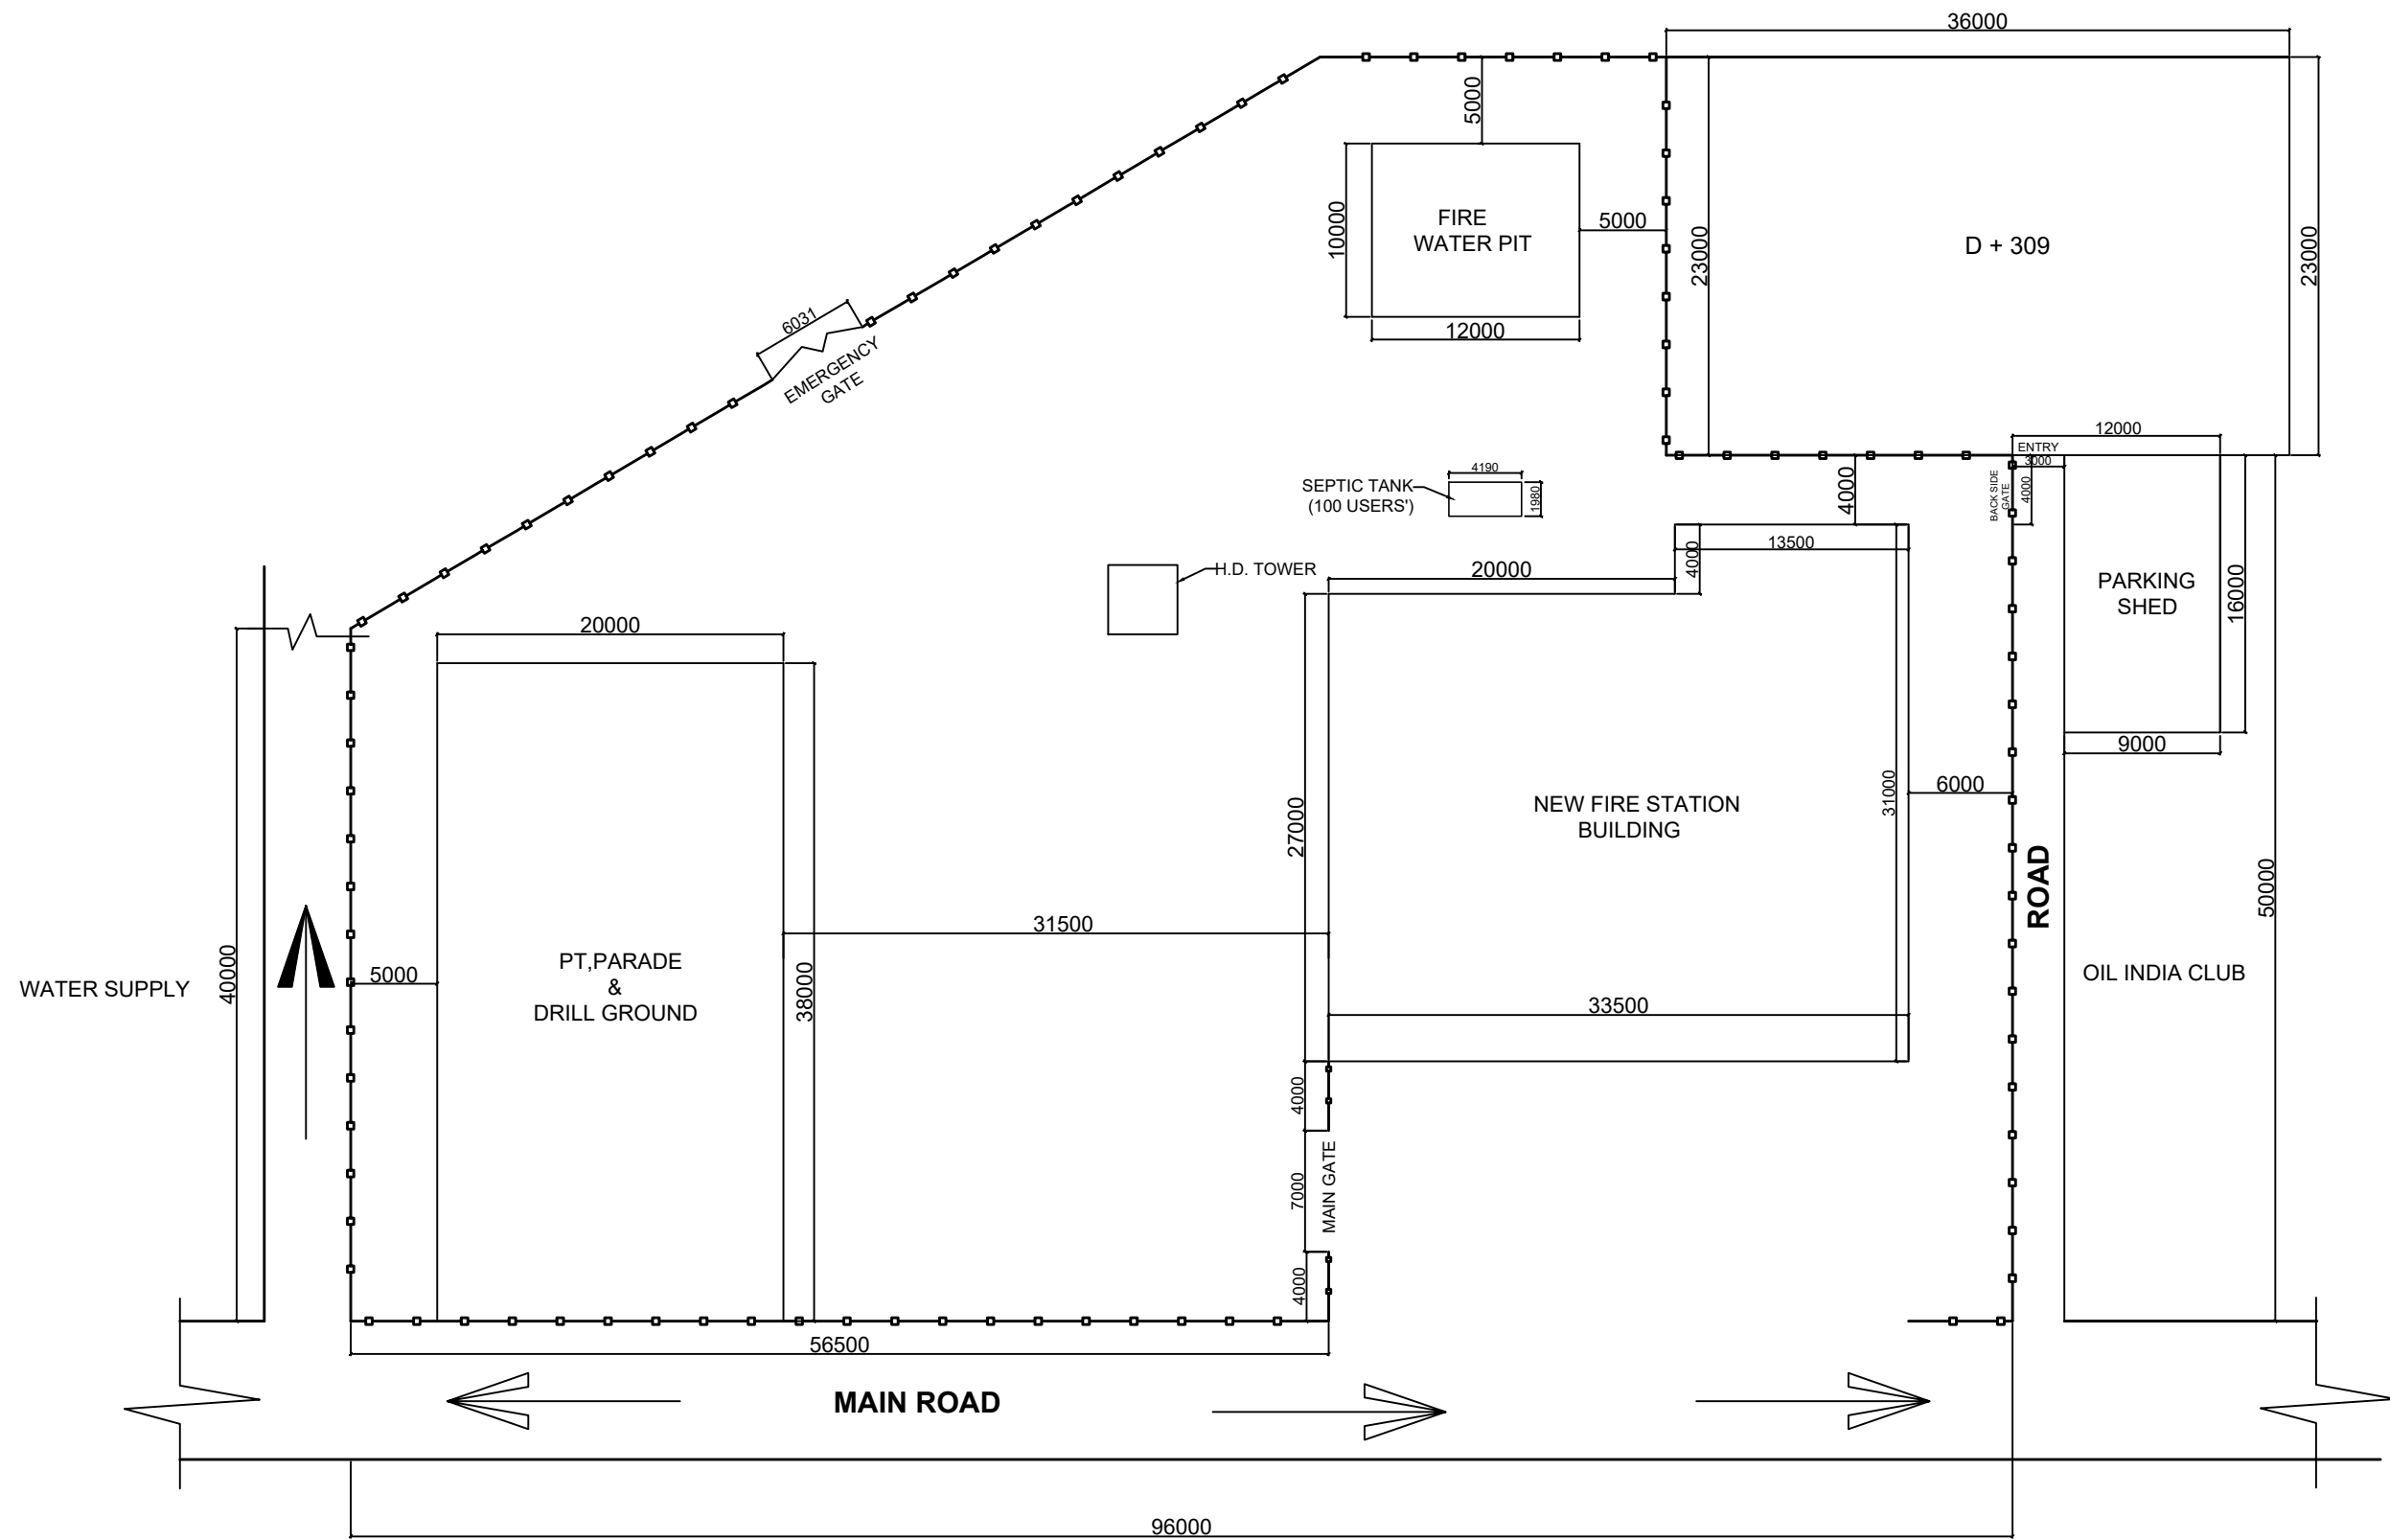 36000
5000
FIRE
WATER PIT
10000
12000
5000
23000
D + 309
23000
6031
EMERGENCY
GATE
12000
ENTRY
3000
4000
BACK SIDE
GATE
4190
SEPTIC TANK
(100 USERS')
1980
4000
13500
4000
H.D. TOWER
20000
20000
PARKING
SHED
16000
9000
NEW FIRE STATION
BUILDING
27000
31000
6000
ROAD
50000
31500
PT,PARADE
&
DRILL GROUND
38000
5000
40000
WATER SUPPLY
OIL INDIA CLUB
33500
4000
7000
MAIN GATE
4000
56500
MAIN ROAD
96000